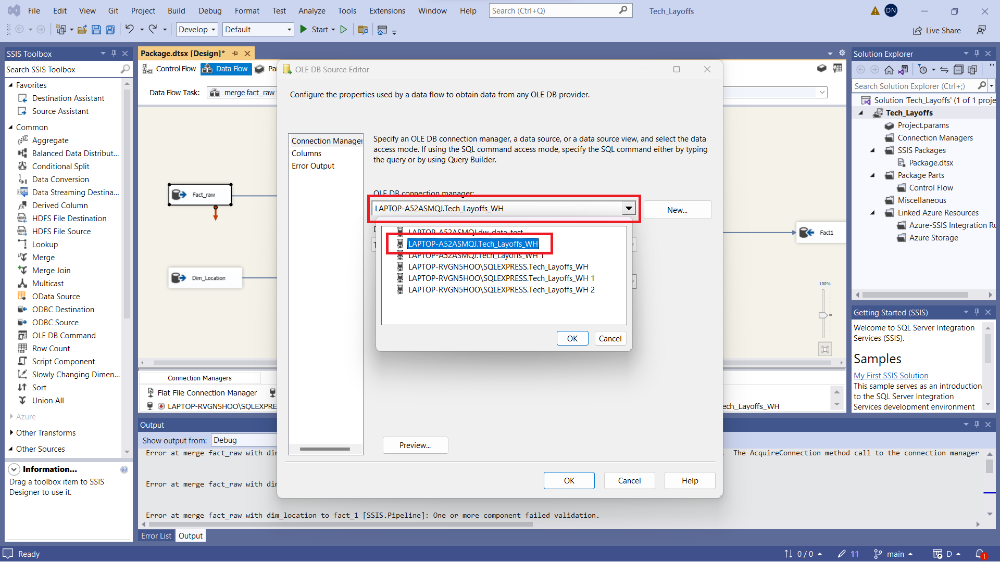 File Edit View Git Project Build Debug Format Test Analyze Tools Extensions Window Help Search (Ctrl+Q) Tech_Layoffs DN
Develop Default Start Live Share
SSIS Toolbox
Search SSIS Toolbox
Favorites
Destination Assistant
Source Assistant
Common
Aggregate
Balanced Data Distribut...
Conditional Split
Data Conversion
Data Streaming Destina...
Derived Column
HDFS File Destination
HDFS File Source
Lookup
Merge
Merge Join
Multicast
OData Source
ODBC Destination
ODBC Source
OLE DB Command
Row Count
Script Component
Slowly Changing Dimen...
Sort
Union All
Azure
Other Transforms
Other Sources
Information...
Drag a toolbox item to SSIS
Designer to use it.
Package.dtsx [Design]*
Control Flow Data Flow
Data Flow Task: merge fact_raw
Fact_raw
Dim_Location
Fact1
100%
OLE DB Source Editor
Configure the properties used by a data flow to obtain data from any OLE DB provider.
Connection Manager
Columns
Error Output
Specify an OLE DB connection manager, a data source, or a data source view, and select the data
access mode. If using the SQL command access mode, specify the SQL command either by typing
the query or by using Query Builder.
OLE DB connection manager:
LAPTOP-A52ASMQJ.Tech_Layoffs_WH New...
LAPTOP-A52ASMQJ.dw_data_test
LAPTOP-A52ASMQJ.Tech_Layoffs_WH
LAPTOP-A52ASMQJ.Tech_Layoffs_WH 1
LAPTOP-RVGN5HOO\SQLEXPRESS.Tech_Layoffs_WH
LAPTOP-RVGN5HOO\SQLEXPRESS.Tech_Layoffs_WH 1
LAPTOP-RVGN5HOO\SQLEXPRESS.Tech_Layoffs_WH 2
OK Cancel
Preview...
OK Cancel Help
Connection Managers
Flat File Connection Manager
LAPTOP-RVGN5HOO\SQLEXPRE
ech_Layoffs_WH
Output
Show output from: Debug
Error at merge fact_raw with di
. The AcquireConnection method call to the connection manager
Error at merge fact_raw with di
Error at merge fact_raw with dim_location to fact_1 [SSIS.Pipeline]: One or more component failed validation.
Error List Output
Solution Explorer
Search Solution Explorer (Ctrl+;)
Solution 'Tech_Layoffs' (1 of 1 proje
Tech_Layoffs
Project.params
Connection Managers
SSIS Packages
Package.dtsx
Package Parts
Control Flow
Miscellaneous
Linked Azure Resources
Azure-SSIS Integration Ru
Azure Storage
Getting Started (SSIS)
Welcome to SQL Server Integration
Services (SSIS).
Samples
My First SSIS Solution
This sample serves as an introduction
to the SQL Server Integration
Services development environment
Ready 0 / 0 11 main D 1